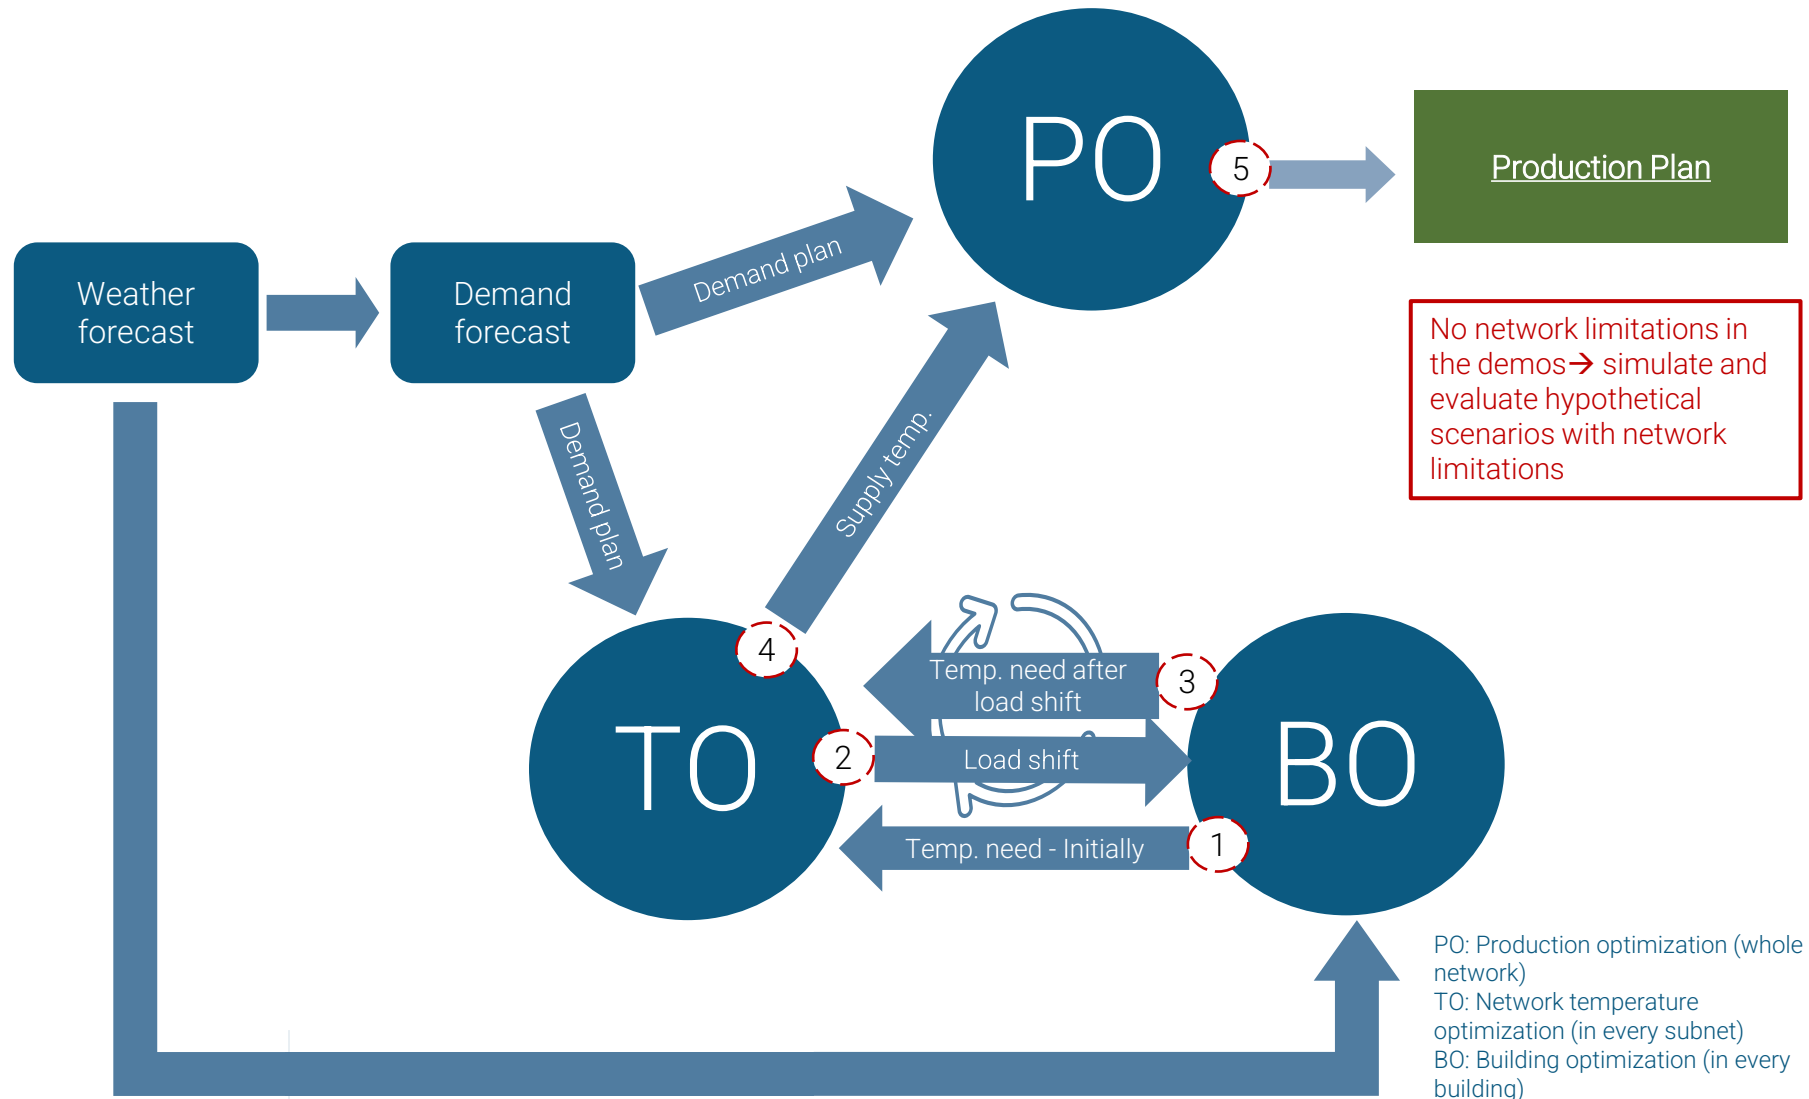 PO
5
Production Plan
Weather
forecast
Demand
forecast
Demand plan
No network limitations in
the demos→ simulate and
evaluate hypothetical
scenarios with network
limitations
Demand plan
Supply temp.
4
Temp. need after
load shift
3
TO
2
Load shift
BO
Temp. need - Initially
1
PO: Production optimization (whole
network)
TO: Network temperature
optimization (in every subnet)
BO: Building optimization (in every
building)